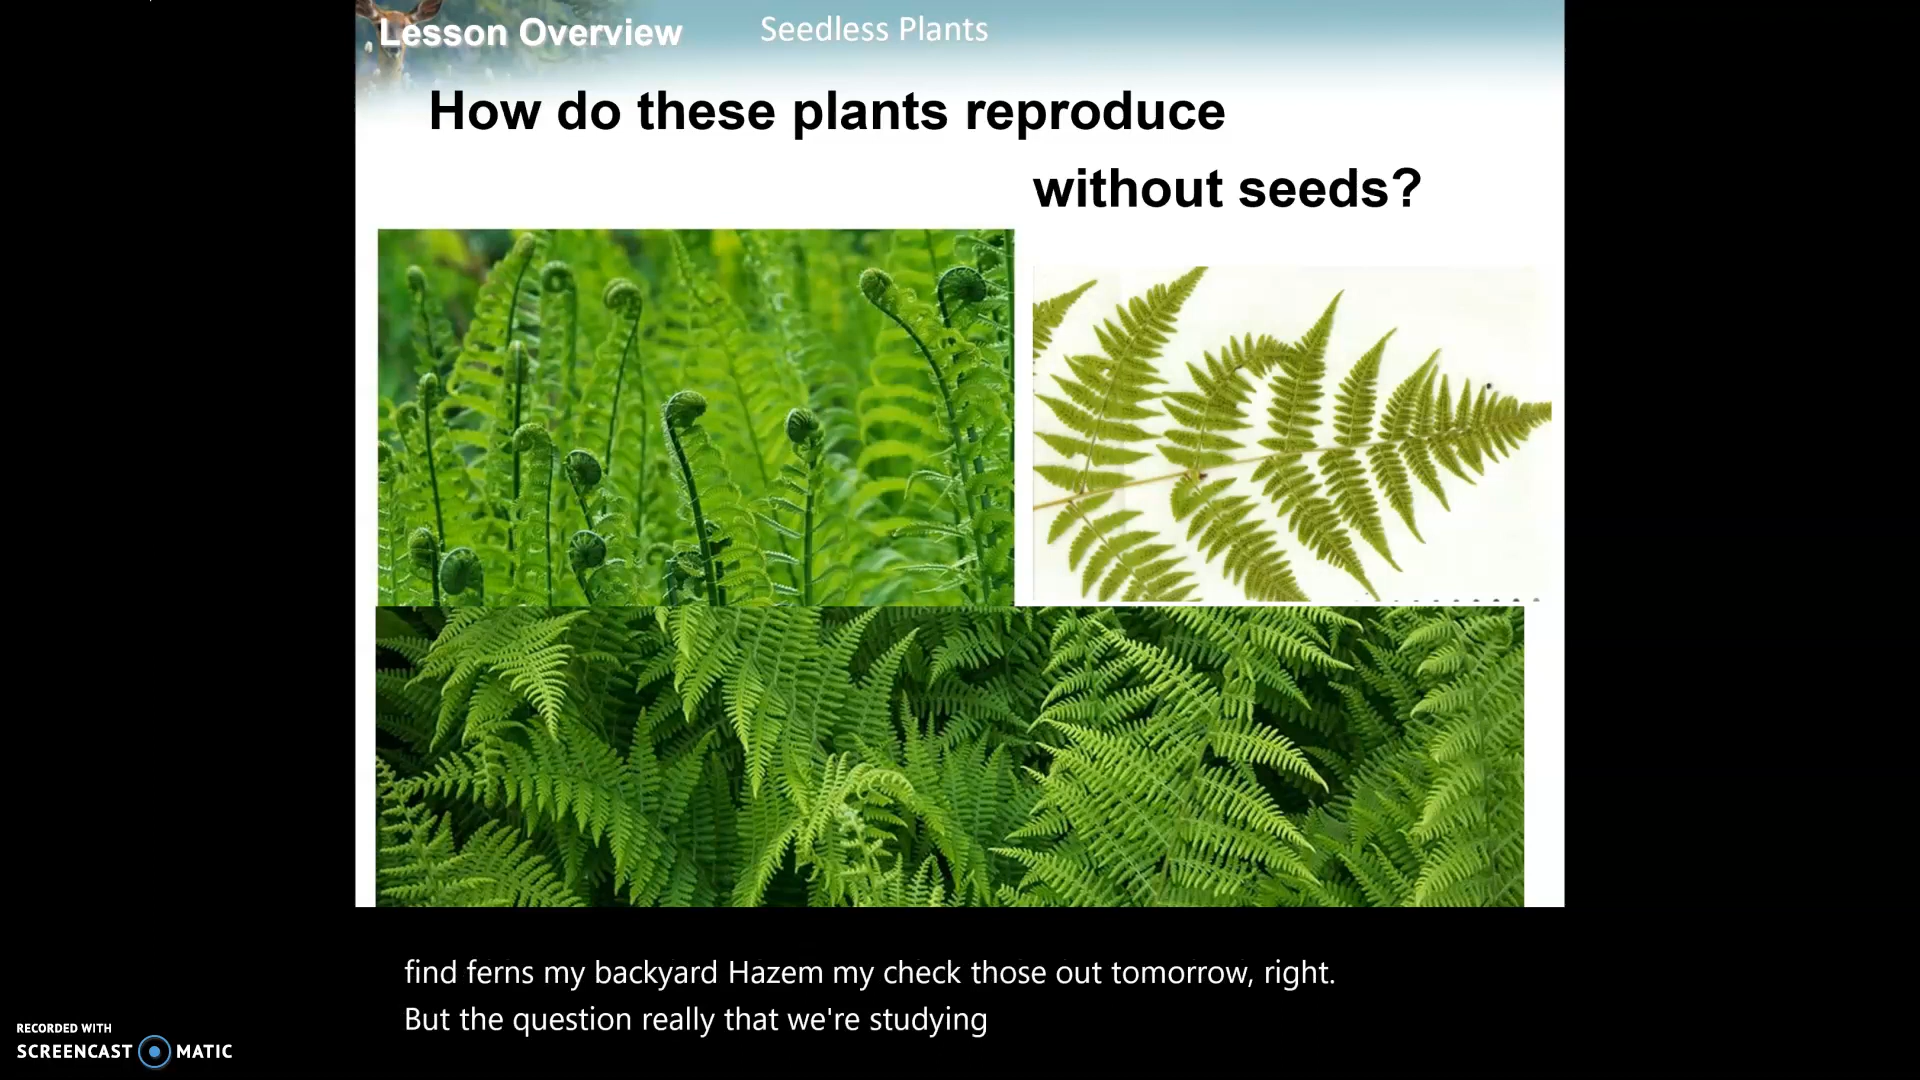 Lesson Overview
Seedless Plants
How do these plants reproduce
without seeds?
find ferns my backyard Hazem my check those out tomorrow, right.
But the question really that we're studying
RECORDED WITH
SCREENCAST MATIC